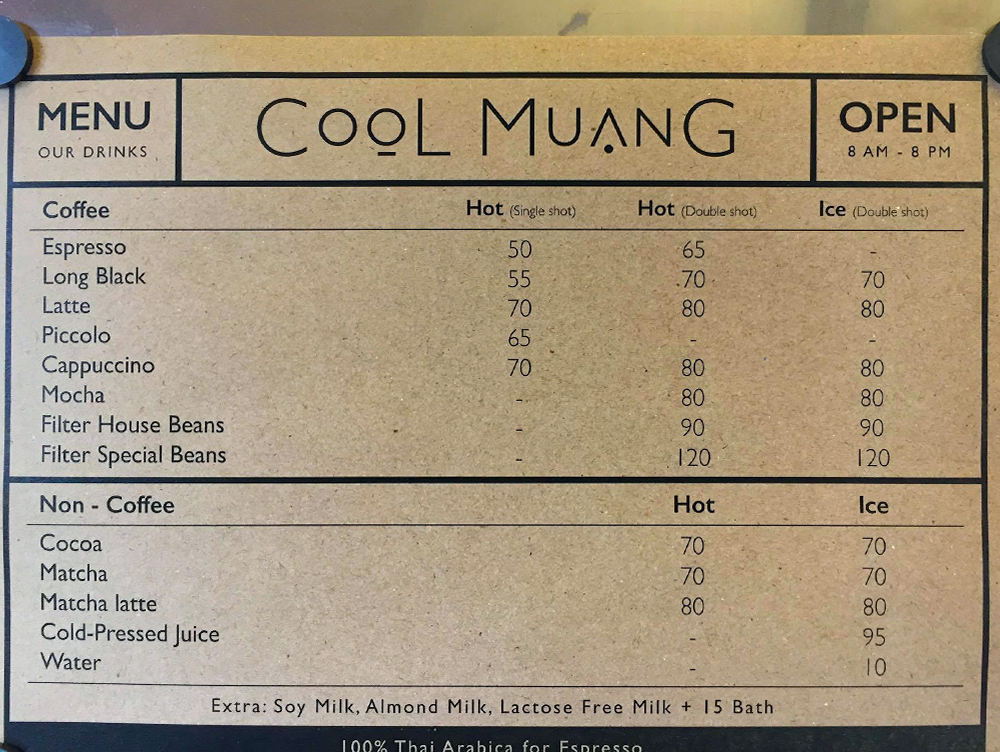 MENU
OUR DRINKS
COOL MUANG
OPEN
8 AM - 8 PM
Coffee Hot (Single shot) Hot (Double shot) Ice (Double shot)
Espresso 50 65 -
Long Black 55 70 70
Latte 70 80 80
Piccolo 65 - -
Cappuccino 70 80 80
Mocha - 80 80
Filter House Beans - 90 90
Filter Special Beans - 120 120
Non - Coffee Hot Ice
Cocoa 70 70
Matcha 70 70
Matcha latte 80 80
Cold-Pressed Juice - 95
Water - 10
Extra: Soy Milk, Almond Milk, Lactose Free Milk + 15 Bath
100% Thai Arabica for Espresso